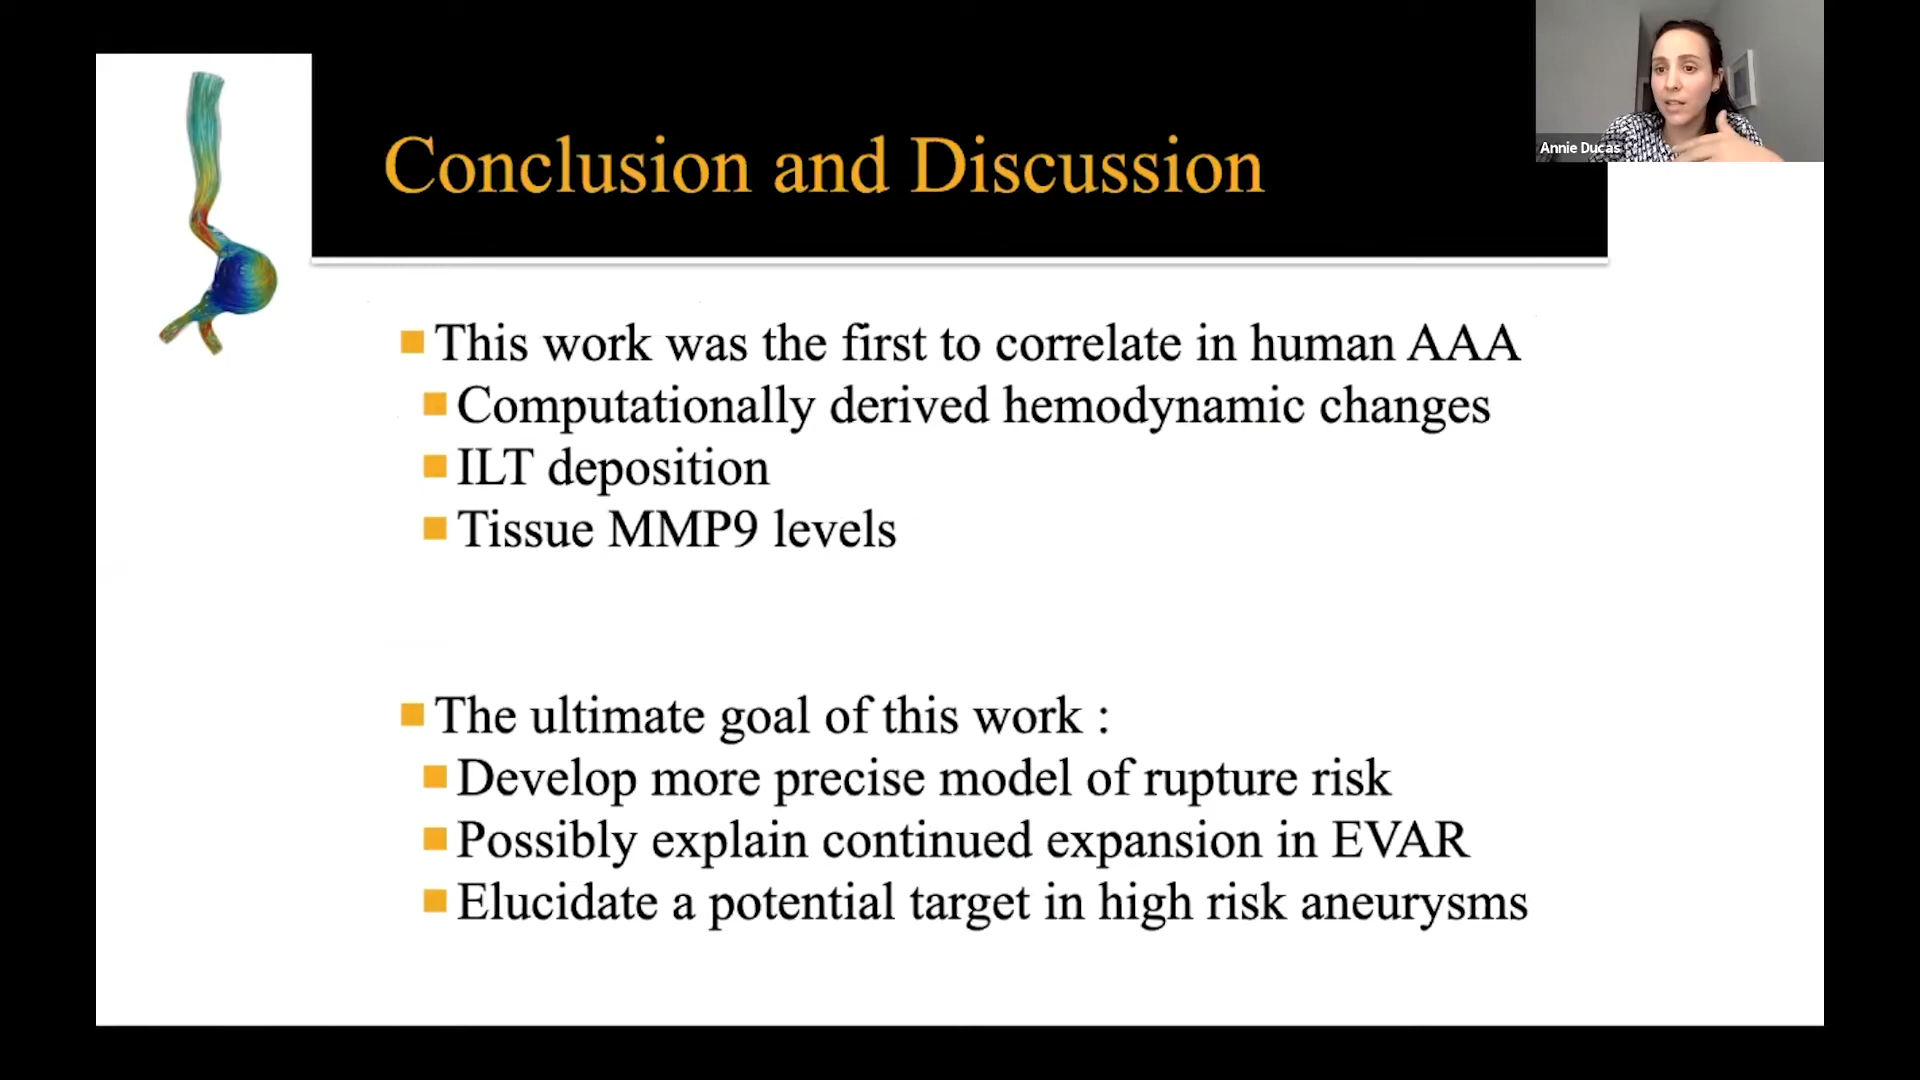 Annie Ducas
Conclusion and Discussion
This work was the first to correlate in human AAA
Computationally derived hemodynamic changes
ILT deposition
Tissue MMP9 levels
The ultimate goal of this work :
Develop more precise model of rupture risk
Possibly explain continued expansion in EVAR
Elucidate a potential target in high risk aneurysms